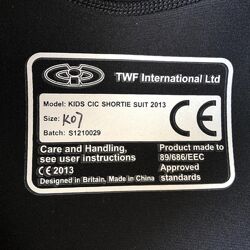 TWF International Ltd
Model: KIDS CIC SHORTIE SUIT 2013
Size: K07
Batch: S1210029
Care and Handling,
see user instructions
CE 2013
Designed in Britain, Made in China
Product made to
89/686/EEC
Approved
standards